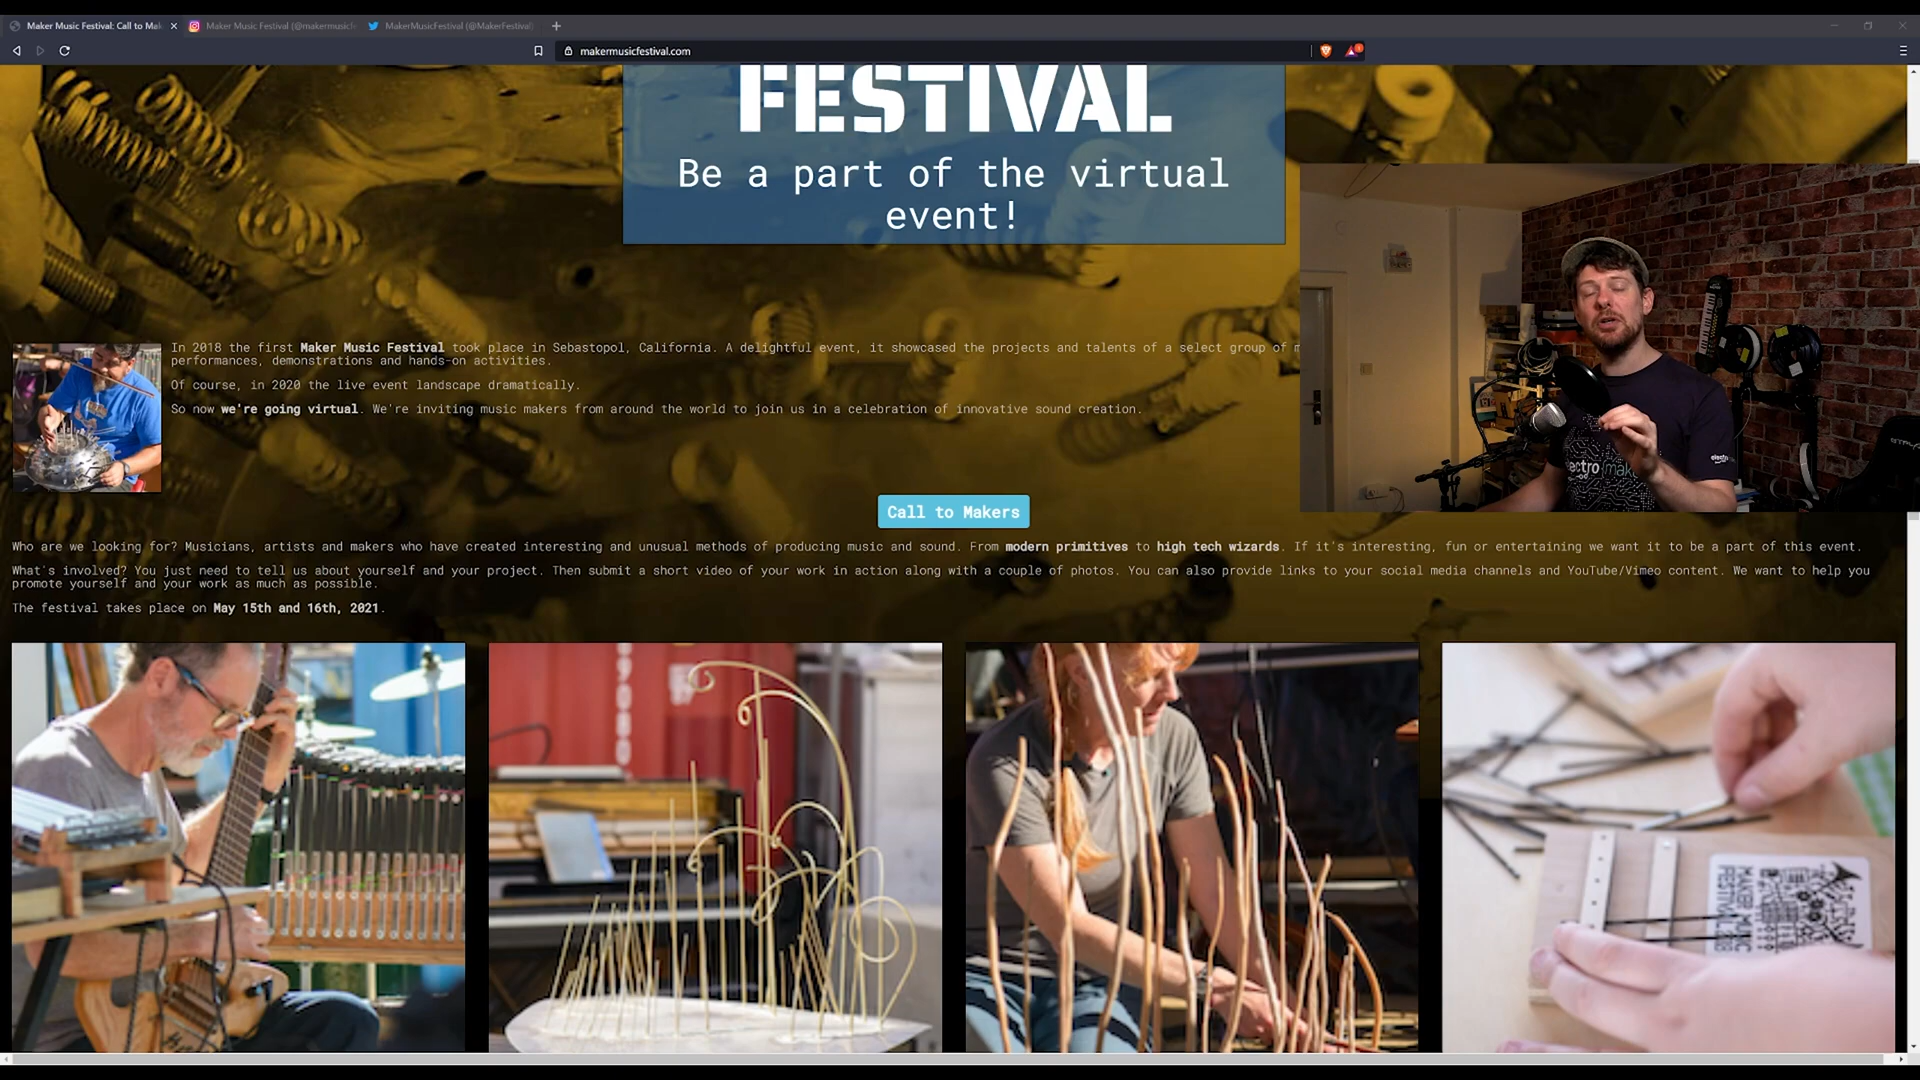 Maker Music Festival: Call to Mak
Maker Music Festival (@makermusicf
MakerMusicFestival (@MakerFestival)
makermusicfestival.com
FESTIVAL
Be a part of the virtual
event!
In 2018 the first Maker Music Festival took place in Sebastopol, California. A delightful event, it showcased the projects and talents of a select group of m
performances, demonstrations and hands-on activities.
Of course, in 2020 the live event landscape dramatically.
So now we're going virtual. We're inviting music makers from around the world to join us in a celebration of innovative sound creation.
Call to Makers
Who are we looking for? Musicians, artists and makers who have created interesting and unusual methods of producing music and sound. From modern primitives to high tech wizards. If it's interesting, fun or entertaining we want it to be a part of this event.
What's involved? You just need to tell us about yourself and your project. Then submit a short video of your work in action along with a couple of photos. You can also provide links to your social media channels and YouTube/Vimeo content. We want to help you
promote yourself and your work as much as possible.
The festival takes place on May 15th and 16th, 2021.
MAKER MUSIC